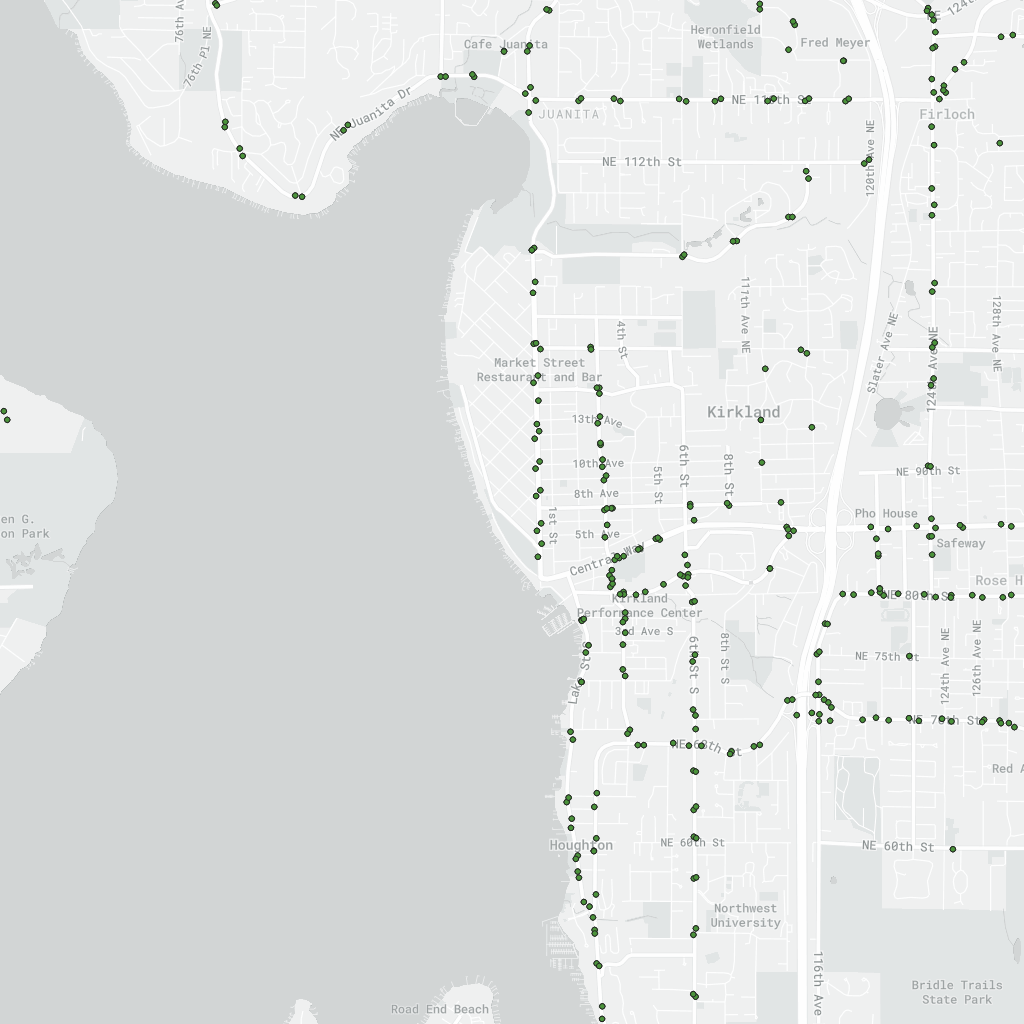 76th Av
76th Pl NE
Cafe Juanita
Heronfield
Wetlands
Fred Meyer
NE 124th
NE Juanita Dr
JUANITA
NE 116th St
Firloch
NE 112th St
120th Ave NE
117th Ave NE
4th St
Slater Ave NE
128th Ave NE
124th Ave NE
Market Street
Restaurant and Bar
Kirkland
13th Ave
10th Ave
6th St
8th St
5th St
NE 90th St
8th Ave
1st St
5th Ave
Pho House
Safeway
en G.
on Park
Central Way
Rose H
Kirkland
Performance Center
NE 80th St
3rd Ave S
6th St S
8th St S
NE 75th St
124th Ave NE
126th Ave NE
Lake St S
NE 70th St
NE 68th St
Red A
Houghton
NE 60th St
NE 60th St
Northwest
University
116th Ave
Bridle Trails
State Park
Road End Beach